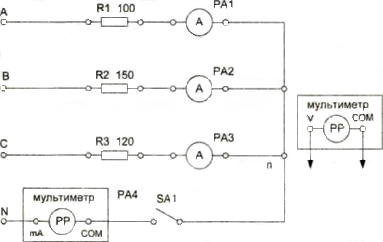 A R1 100 A PA1
B R2 150 A PA2
мультиметр
V PP COM
C R3 120 A PA3
n
мультиметр PA4 SA1
N PP
mA COM